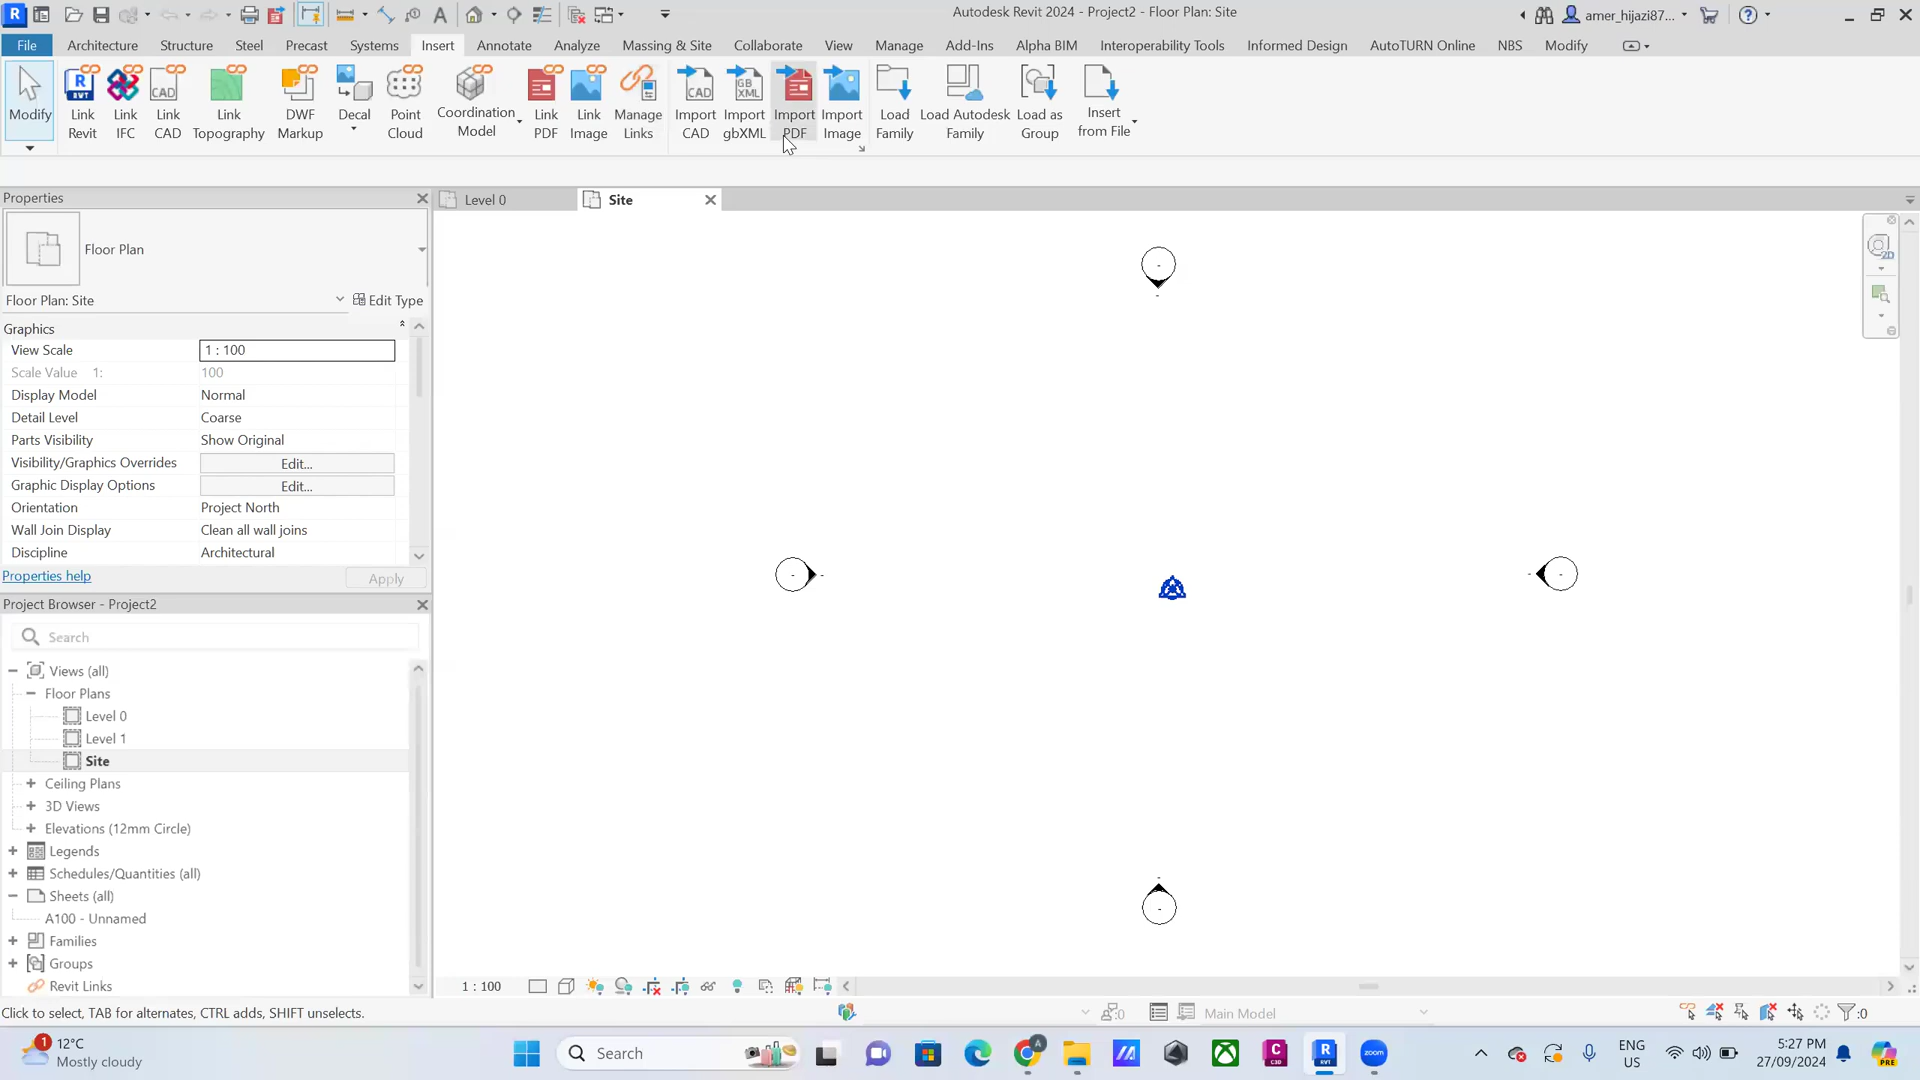 Autodesk Revit 2024 - Project2 - Floor Plan: Site
amer_hijazi87...
File Architecture Structure Steel Precast Systems Insert Annotate Analyze Massing & Site Collaborate View Manage Add-Ins Alpha BIM Interoperability Tools Informed Design AutoTURN Online NBS Modify
Modify
Link Revit
Link IFC
Link CAD
Link Topography
DWF Markup
Decal
Point Cloud
Coordination Model
Link PDF
Link Image
Manage Links
Import CAD
Import gbXML
Import PDF
Import Image
Load Family
Load Autodesk Family
Load as Group
Insert from File
Properties
Level 0
Site
Floor Plan
Floor Plan: Site
Edit Type
Graphics
View Scale 1 : 100
Scale Value 1: 100
Display Model Normal
Detail Level Coarse
Parts Visibility Show Original
Visibility/Graphics Overrides Edit...
Graphic Display Options Edit...
Orientation Project North
Wall Join Display Clean all wall joins
Discipline Architectural
Properties help
Apply
Project Browser - Project2
Search
Views (all)
Floor Plans
Level 0
Level 1
Site
Ceiling Plans
3D Views
Elevations (12mm Circle)
Legends
Schedules/Quantities (all)
Sheets (all)
A100 - Unnamed
Families
Groups
Revit Links
1 : 100
Click to select, TAB for alternates, CTRL adds, SHIFT unselects.
:0
Main Model
:0
1
12°C
Mostly cloudy
Search
zoom
ENG
US
5:27 PM
27/09/2024